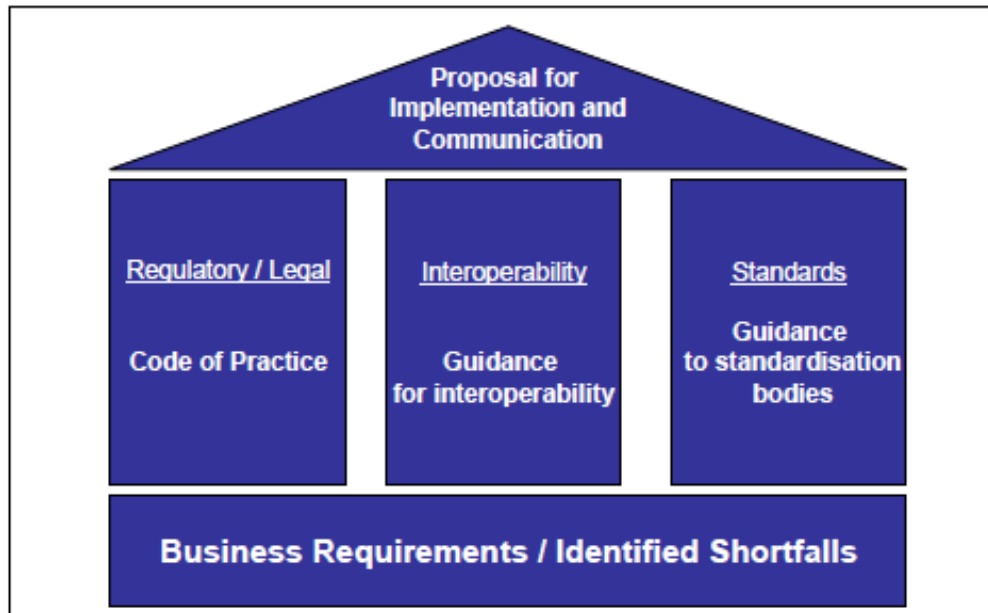 Proposal for
Implementation and
Communication
Regulatory / Legal
Code of Practice
Interoperability
Guidance
for interoperability
Standards
Guidance
to standardisation
bodies
Business Requirements / Identified Shortfalls